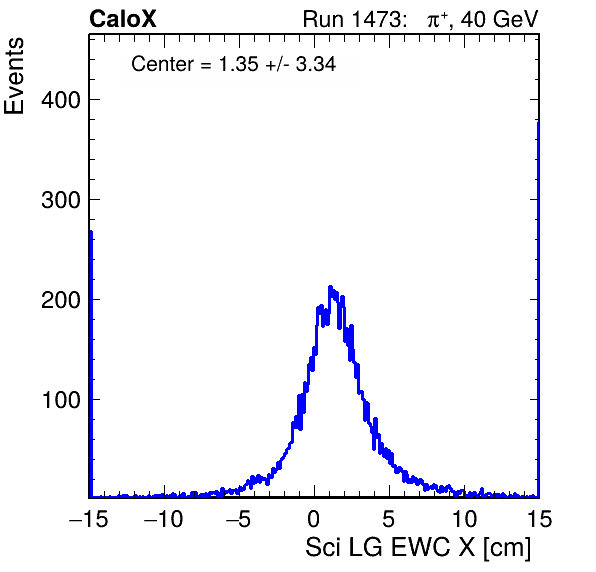 CaloX Run 1473: π⁺, 40 GeV
Events
Center = 1.35 +/- 3.34
400
300
200
100
−15 −10 −5 0 5 10 15
Sci LG EWC X [cm]